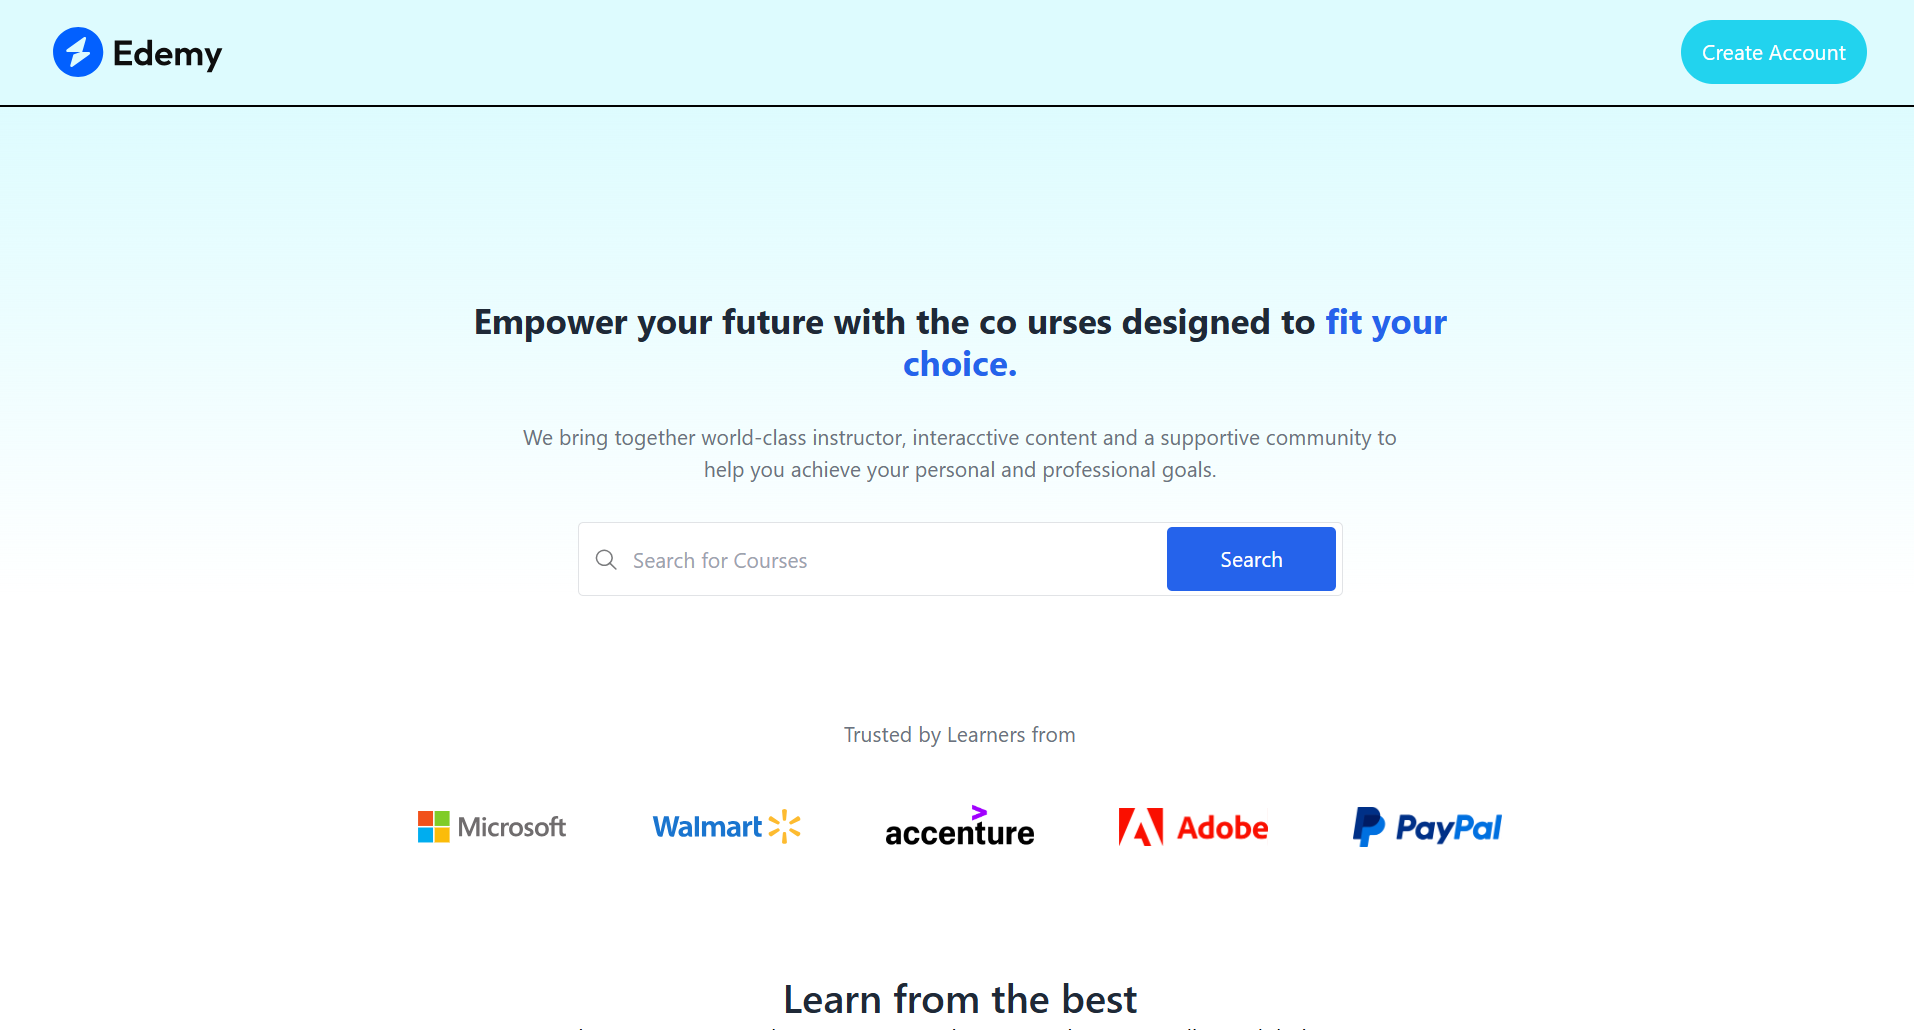 Edemy
Create Account
Empower your future with the co urses designed to fit your
choice.
We bring together world-class instructor, interacctive content and a supportive community to
help you achieve your personal and professional goals.
Search for Courses
Search
Trusted by Learners from
Microsoft
Walmart
accenture
Adobe
PayPal
Learn from the best